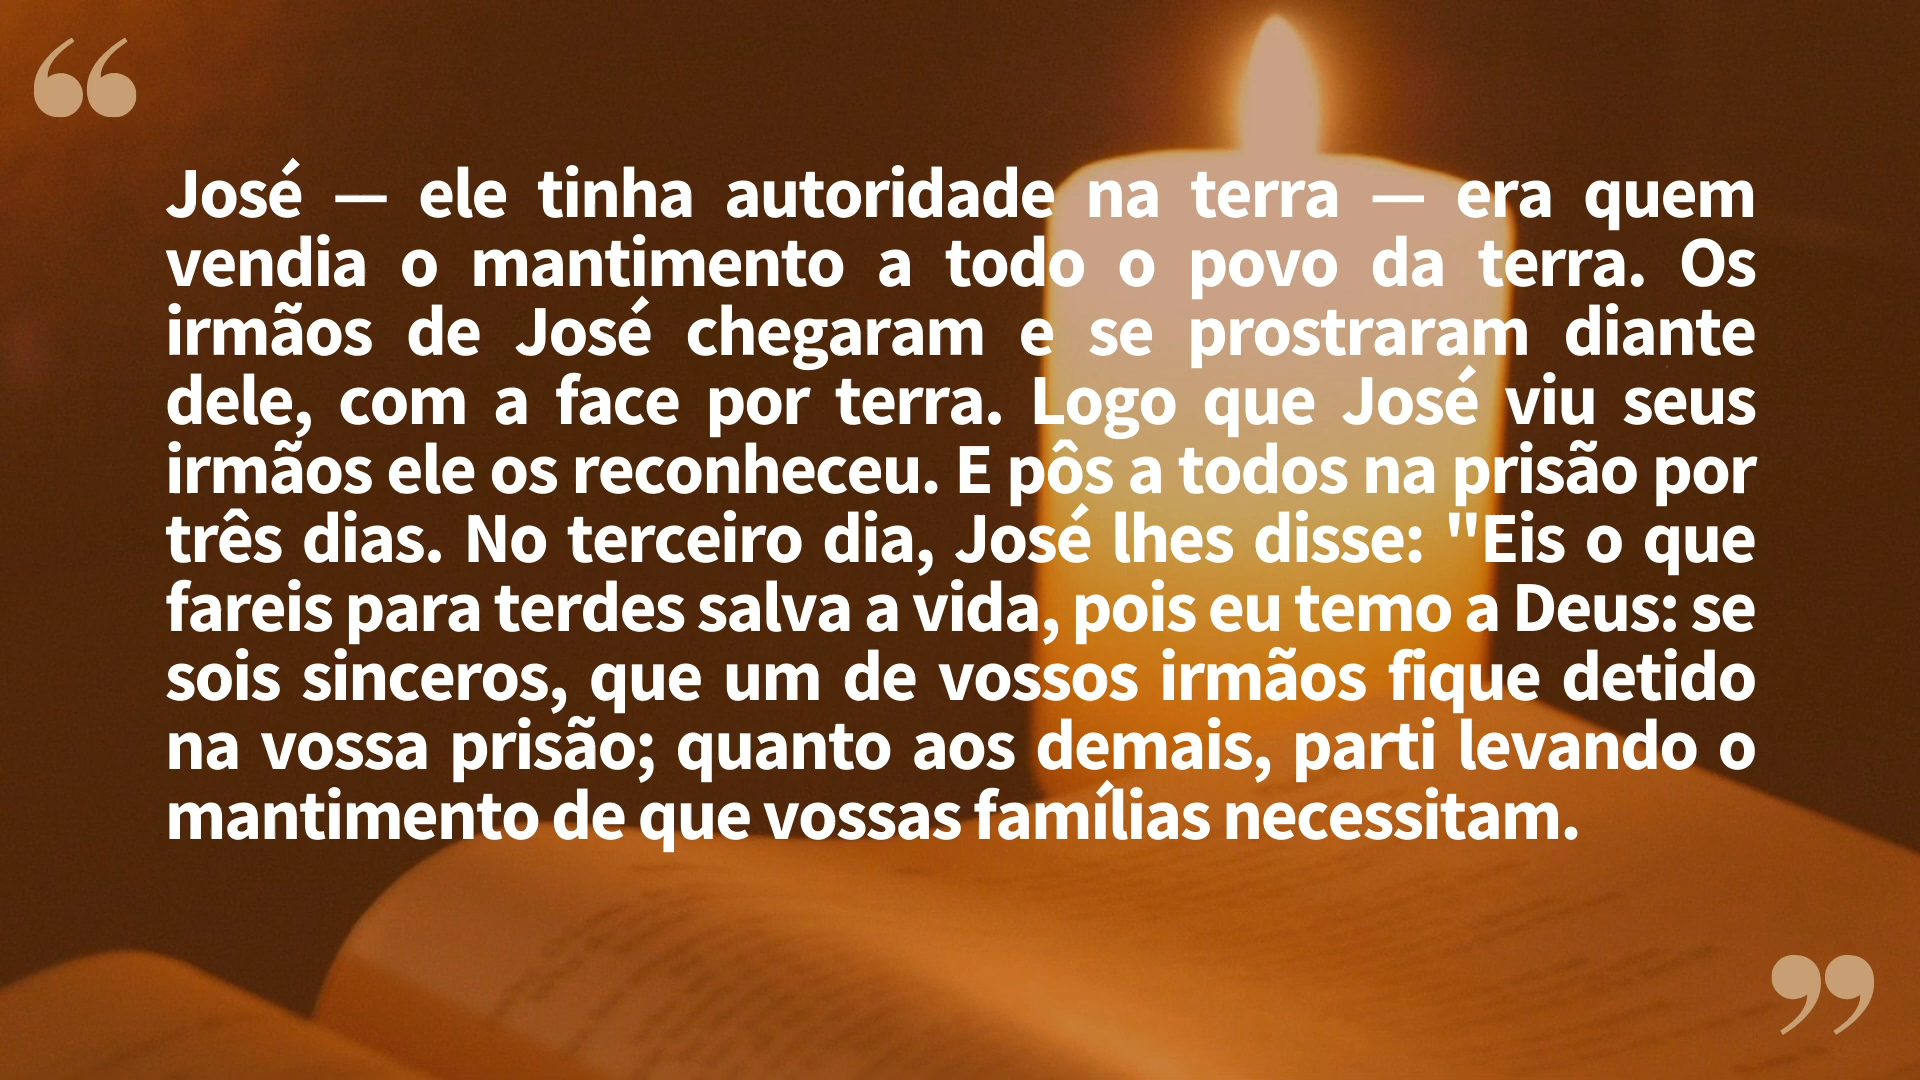 “
José — ele tinha autoridade na terra — era quem
vendia o mantimento a todo o povo da terra. Os
irmãos de José chegaram e se prostraram diante
dele, com a face por terra. Logo que José viu seus
irmãos ele os reconheceu. E pôs a todos na prisão por
três dias. No terceiro dia, José lhes disse: "Eis o que
fareis para terdes salva a vida, pois eu temo a Deus: se
sois sinceros, que um de vossos irmãos fique detido
na vossa prisão; quanto aos demais, parti levando o
mantimento de que vossas famílias necessitam.
”